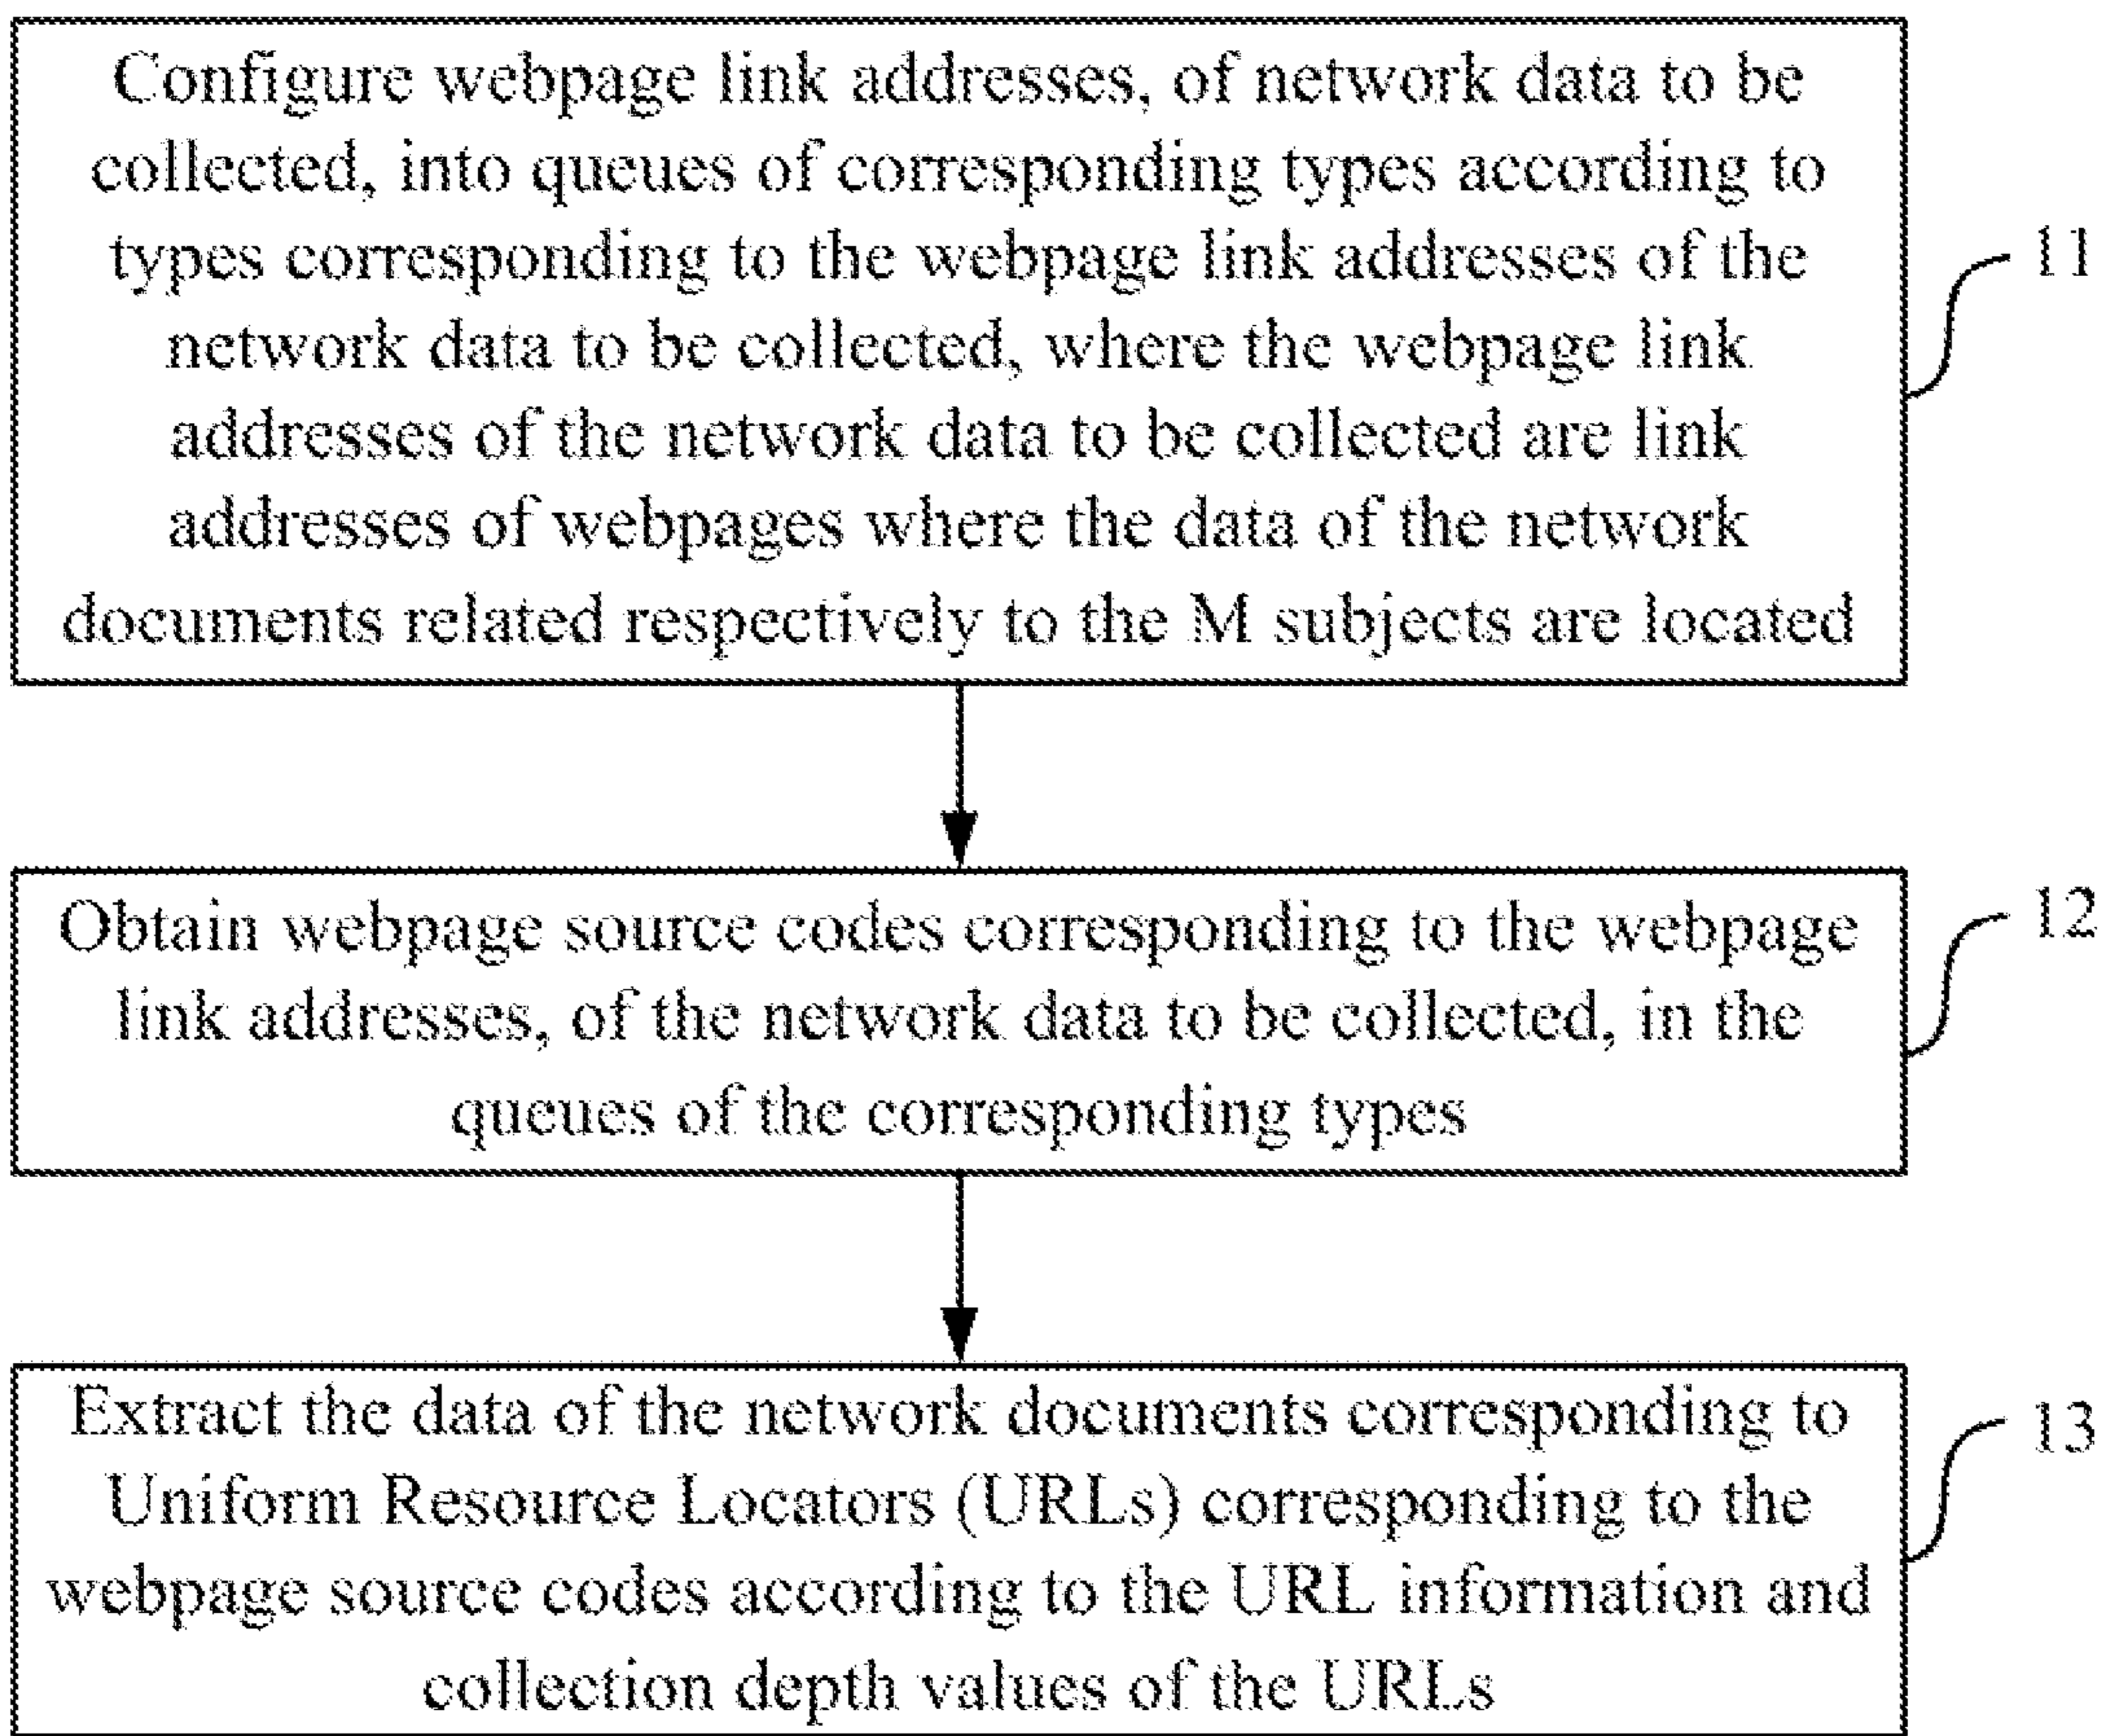 Configure webpage link addresses, of network data to be
collected, into queues of corresponding types according to
types corresponding to the webpage link addresses of the
network data to be collected, where the webpage link
addresses of the network data to be collected are link
addresses of webpages where the data of the network
documents related respectively to the M subjects are located
11
Obtain webpage source codes corresponding to the webpage
link addresses, of the network data to be collected, in the
queues of the corresponding types
12
Extract the data of the network documents corresponding to
Uniform Resource Locators (URLs) corresponding to the
webpage source codes according to the URL information and
collection depth values of the URLs
13